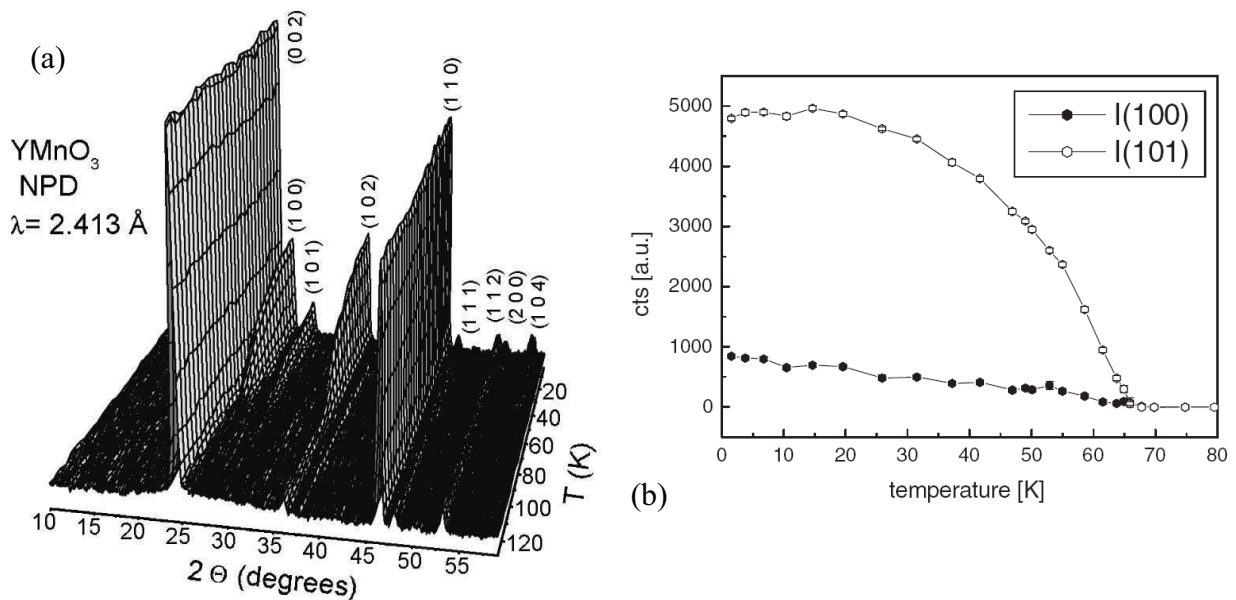 (a)
YMnO₃
NPD
λ= 2.413 Å
(0 0 2)
(1 0 0)
(1 0 1)
(1 0 2)
(1 1 0)
(1 1 1)
(1 1 2)
(2 0 0)
(1 0 4)
20
40
60
80
100
120
T (K)
10 15 20 25 30 35 40 45 50 55
2 Θ (degrees)
(b)
I(100)
I(101)
5000
4000
3000
2000
1000
0
cts [a.u.]
0 10 20 30 40 50 60 70 80
temperature [K]